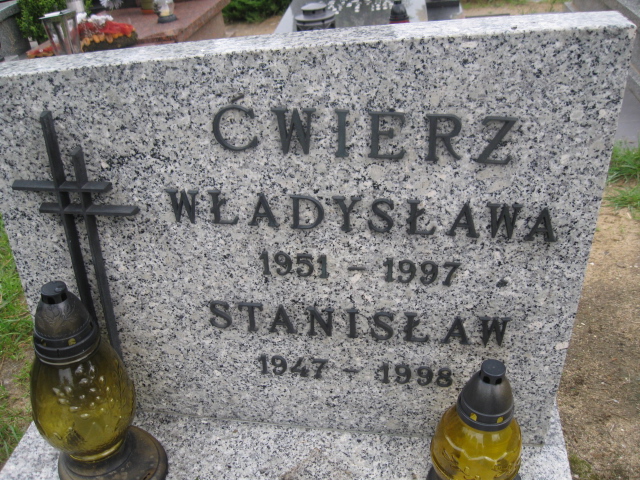 ĆWIERZ
WŁADYSŁAWA
1951 - 1997
STANISŁAW
1947 - 1998